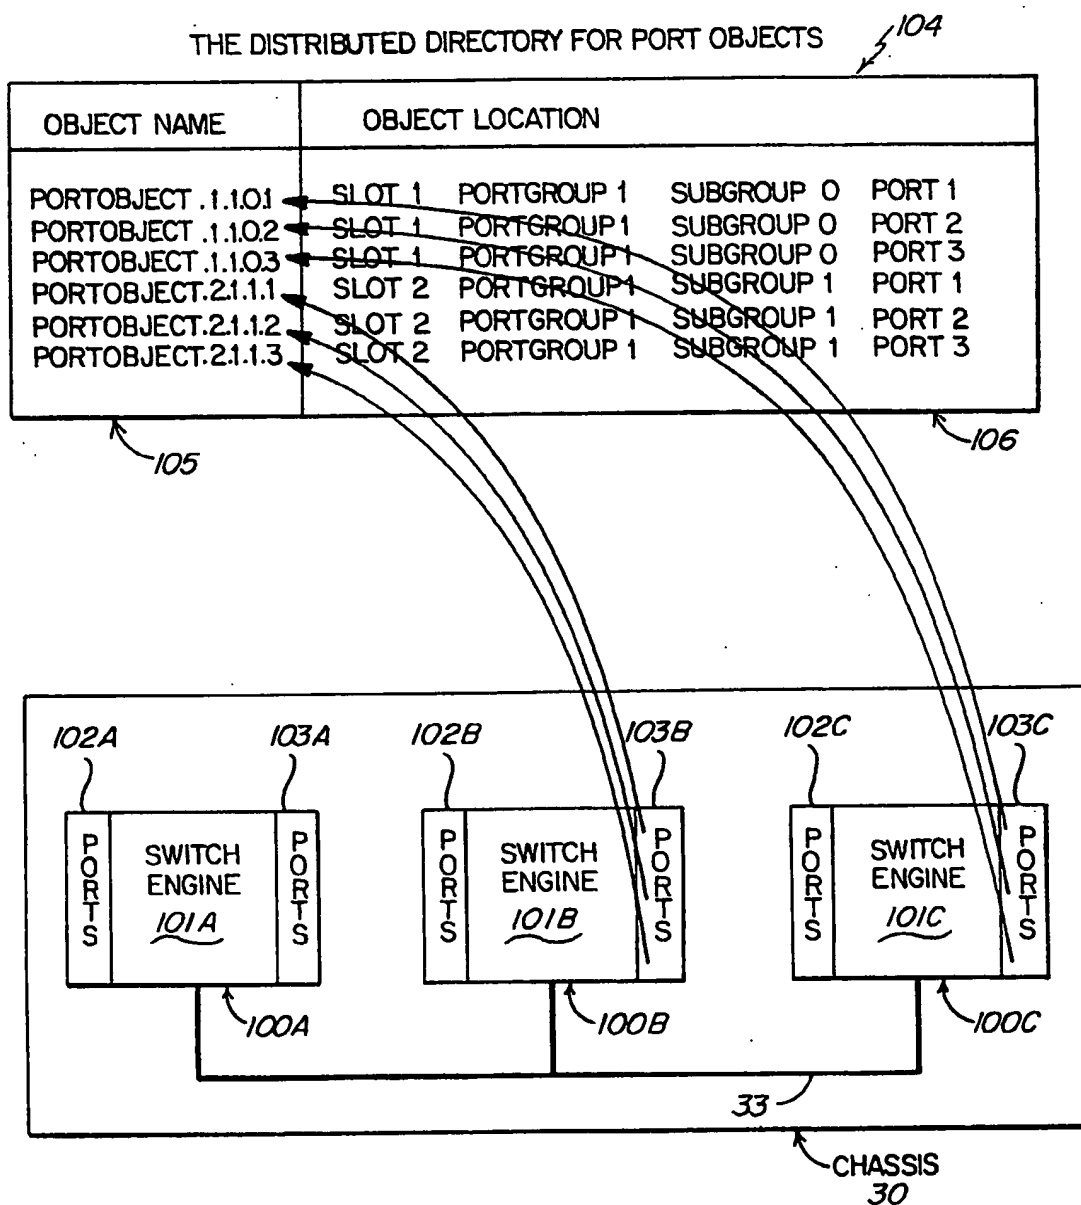 THE DISTRIBUTED DIRECTORY FOR PORT OBJECTS
104
OBJECT NAME OBJECT LOCATION
PORTOBJECT .1.1.0.1 SLOT 1 PORTGROUP 1 SUBGROUP 0 PORT 1
PORTOBJECT .1.1.0.2 SLOT 1 PORTGROUP 1 SUBGROUP 0 PORT 2
PORTOBJECT .1.1.0.3 SLOT 1 PORTGROUP 1 SUBGROUP 0 PORT 3
PORTOBJECT.2.1.1.1 SLOT 2 PORTGROUP 1 SUBGROUP 1 PORT 1
PORTOBJECT.2.1.1.2 SLOT 2 PORTGROUP 1 SUBGROUP 1 PORT 2
PORTOBJECT.2.1.1.3 SLOT 2 PORTGROUP 1 SUBGROUP 1 PORT 3
105 106
102A 103A 102B 103B 102C 103C
PORTS
SWITCH
ENGINE
101A
PORTS
PORTS
SWITCH
ENGINE
101B
PORTS
PORTS
SWITCH
ENGINE
101C
PORTS
100A 100B 100C
33
CHASSIS
30